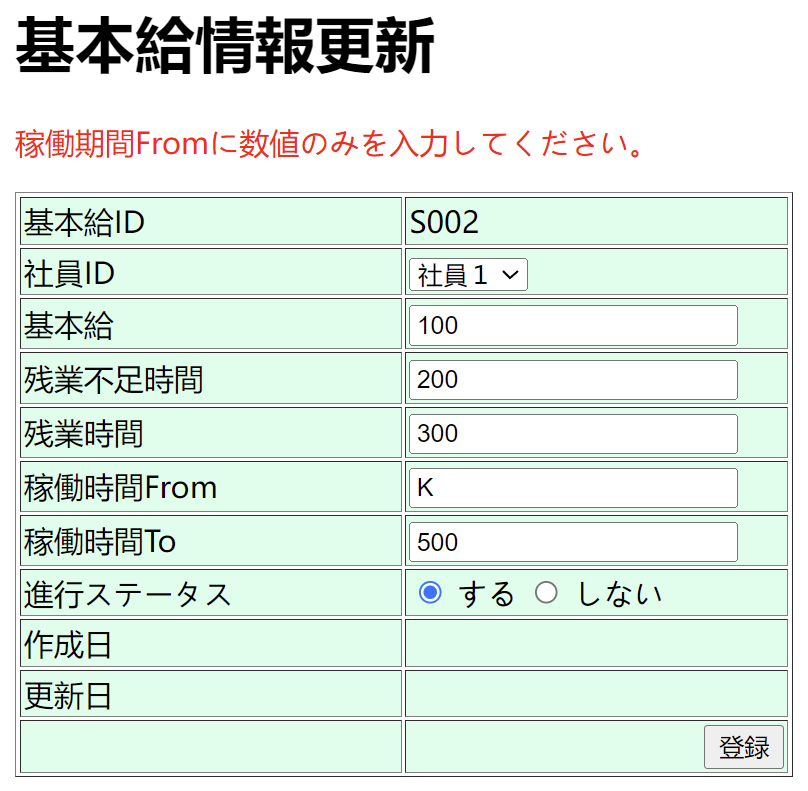 基本給情報更新
稼働期間Fromに数値のみを入力してください。
基本給ID S002
社員ID 社員１
基本給 100
残業不足時間 200
残業時間 300
稼働時間From K
稼働時間To 500
進行ステータス する しない
作成日
更新日
登録